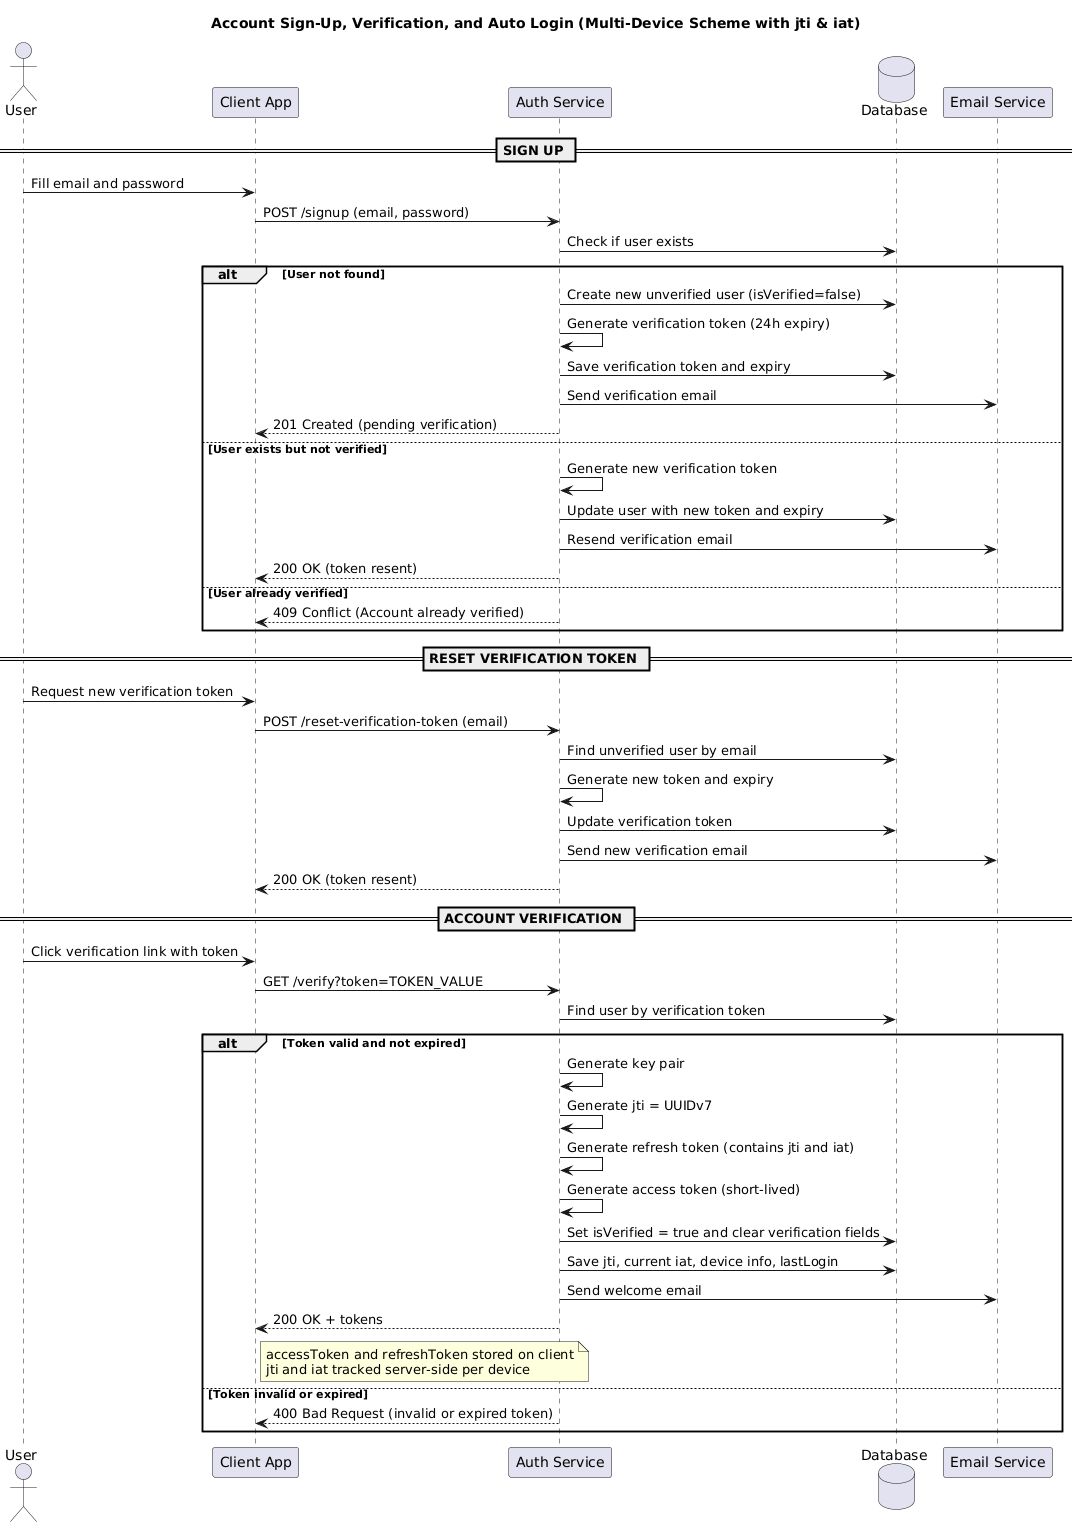 Account Sign-Up, Verification, and Auto Login (Multi-Device Scheme with jti & iat)
User
Client App
Auth Service
Database
Email Service
SIGN UP
Fill email and password
POST /signup (email, password)
Check if user exists
alt
[User not found]
Create new unverified user (isVerified=false)
Generate verification token (24h expiry)
Save verification token and expiry
Send verification email
201 Created (pending verification)
[User exists but not verified]
Generate new verification token
Update user with new token and expiry
Resend verification email
200 OK (token resent)
[User already verified]
409 Conflict (Account already verified)
RESET VERIFICATION TOKEN
Request new verification token
POST /reset-verification-token (email)
Find unverified user by email
Generate new token and expiry
Update verification token
Send new verification email
200 OK (token resent)
ACCOUNT VERIFICATION
Click verification link with token
GET /verify?token=TOKEN_VALUE
Find user by verification token
alt
[Token valid and not expired]
Generate key pair
Generate jti = UUIDv7
Generate refresh token (contains jti and iat)
Generate access token (short-lived)
Set isVerified = true and clear verification fields
Save jti, current iat, device info, lastLogin
Send welcome email
200 OK + tokens
accessToken and refreshToken stored on client
jti and iat tracked server-side per device
[Token invalid or expired]
400 Bad Request (invalid or expired token)
User
Client App
Auth Service
Database
Email Service